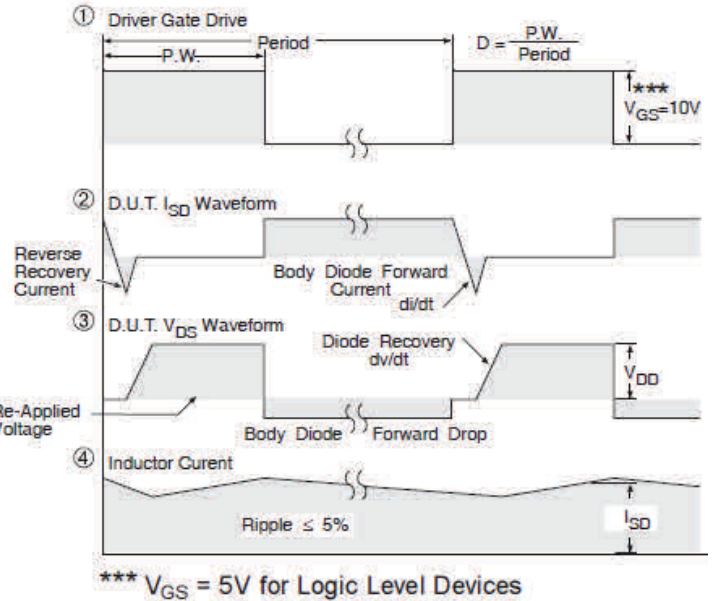 ① Driver Gate Drive
Period
P.W.
D = P.W. / Period
***
VGS=10V
② D.U.T. ISD Waveform
Reverse
Recovery
Current
Body Diode Forward
Current
di/dt
③ D.U.T. VDS Waveform
Diode Recovery
dv/dt
VDD
Re-Applied
Voltage
Body Diode Forward Drop
④ Inductor Curent
Ripple ≤ 5%
ISD
*** VGS = 5V for Logic Level Devices